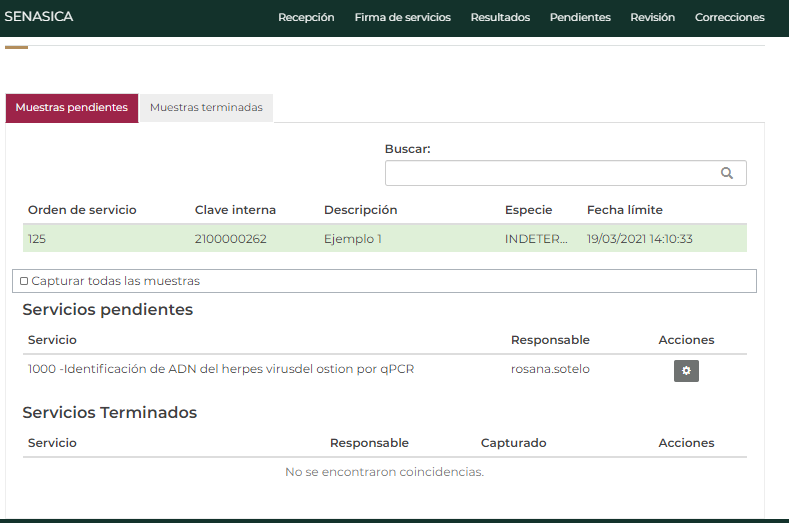 SENASICA Recepción Firma de servicios Resultados Pendientes Revisión Correcciones
Muestras pendientes Muestras terminadas
Buscar:
Orden de servicio Clave interna Descripción Especie Fecha límite
125 2100000262 Ejemplo 1 INDETER... 19/03/2021 14:10:33
Capturar todas las muestras
Servicios pendientes
Servicio Responsable Acciones
1000 -Identificación de ADN del herpes virusdel ostion por qPCR rosana.sotelo
Servicios Terminados
Servicio Responsable Capturado Acciones
No se encontraron coincidencias.